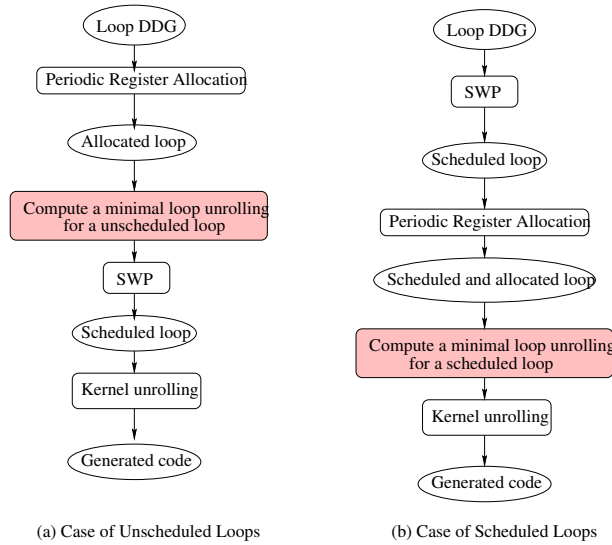 Loop DDG
Periodic Register Allocation
Allocated loop
Compute a minimal loop unrolling
for a unscheduled loop
SWP
Scheduled loop
Kernel unrolling
Generated code
(a) Case of Unscheduled Loops
Loop DDG
SWP
Scheduled loop
Periodic Register Allocation
Scheduled and allocated loop
Compute a minimal loop unrolling
for a scheduled loop
Kernel unrolling
Generated code
(b) Case of Scheduled Loops